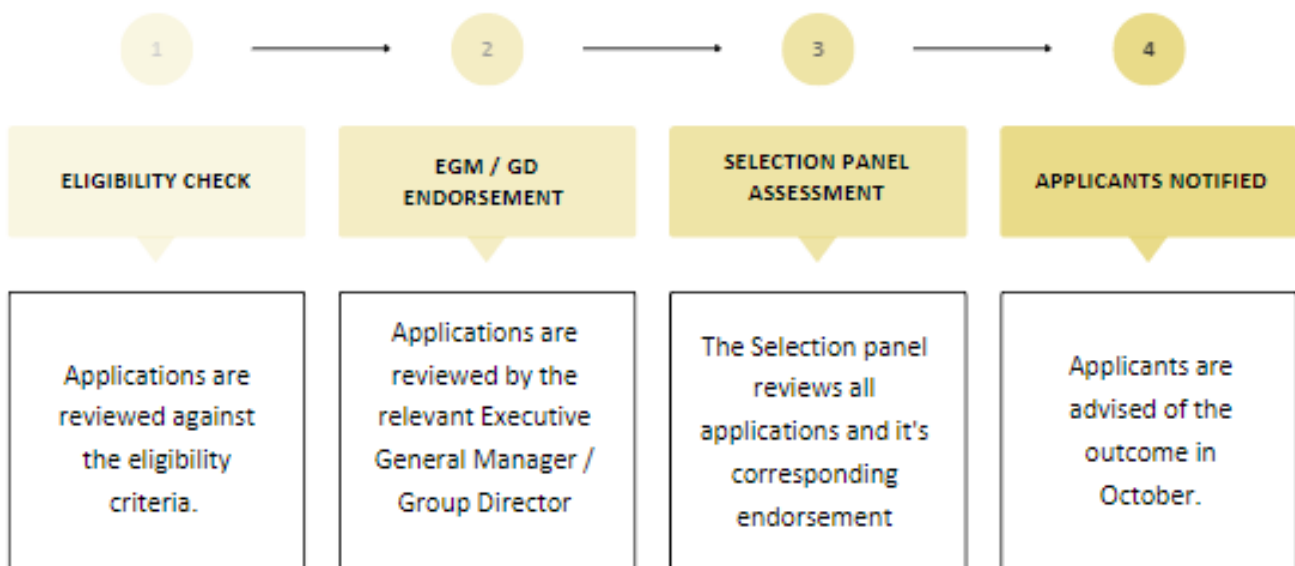 1
2
3
4
ELIGIBILITY CHECK
EGM / GD
ENDORSEMENT
SELECTION PANEL
ASSESSMENT
APPLICANTS NOTIFIED
Applications are
reviewed against
the eligibility
criteria.
Applications are
reviewed by the
relevant Executive
General Manager /
Group Director
The Selection panel
reviews all
applications and it's
corresponding
endorsement
Applicants are
advised of the
outcome in
October.